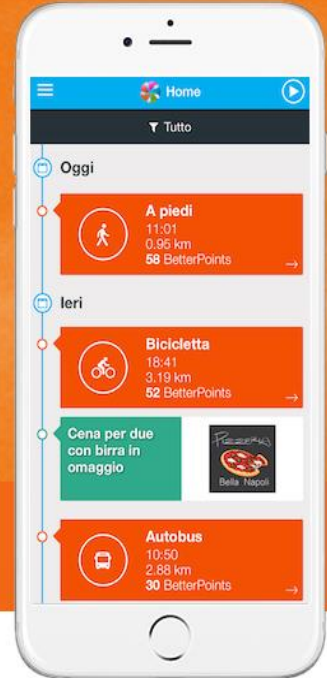 Home
Tutto
Oggi
A piedi
11:01
0.95 km
58 BetterPoints
Ieri
Bicicletta
18:41
3.19 km
52 BetterPoints
Cena per due
con birra in
omaggio
Pizzeria
Bella Napoli
Autobus
10:50
2.88 km
30 BetterPoints